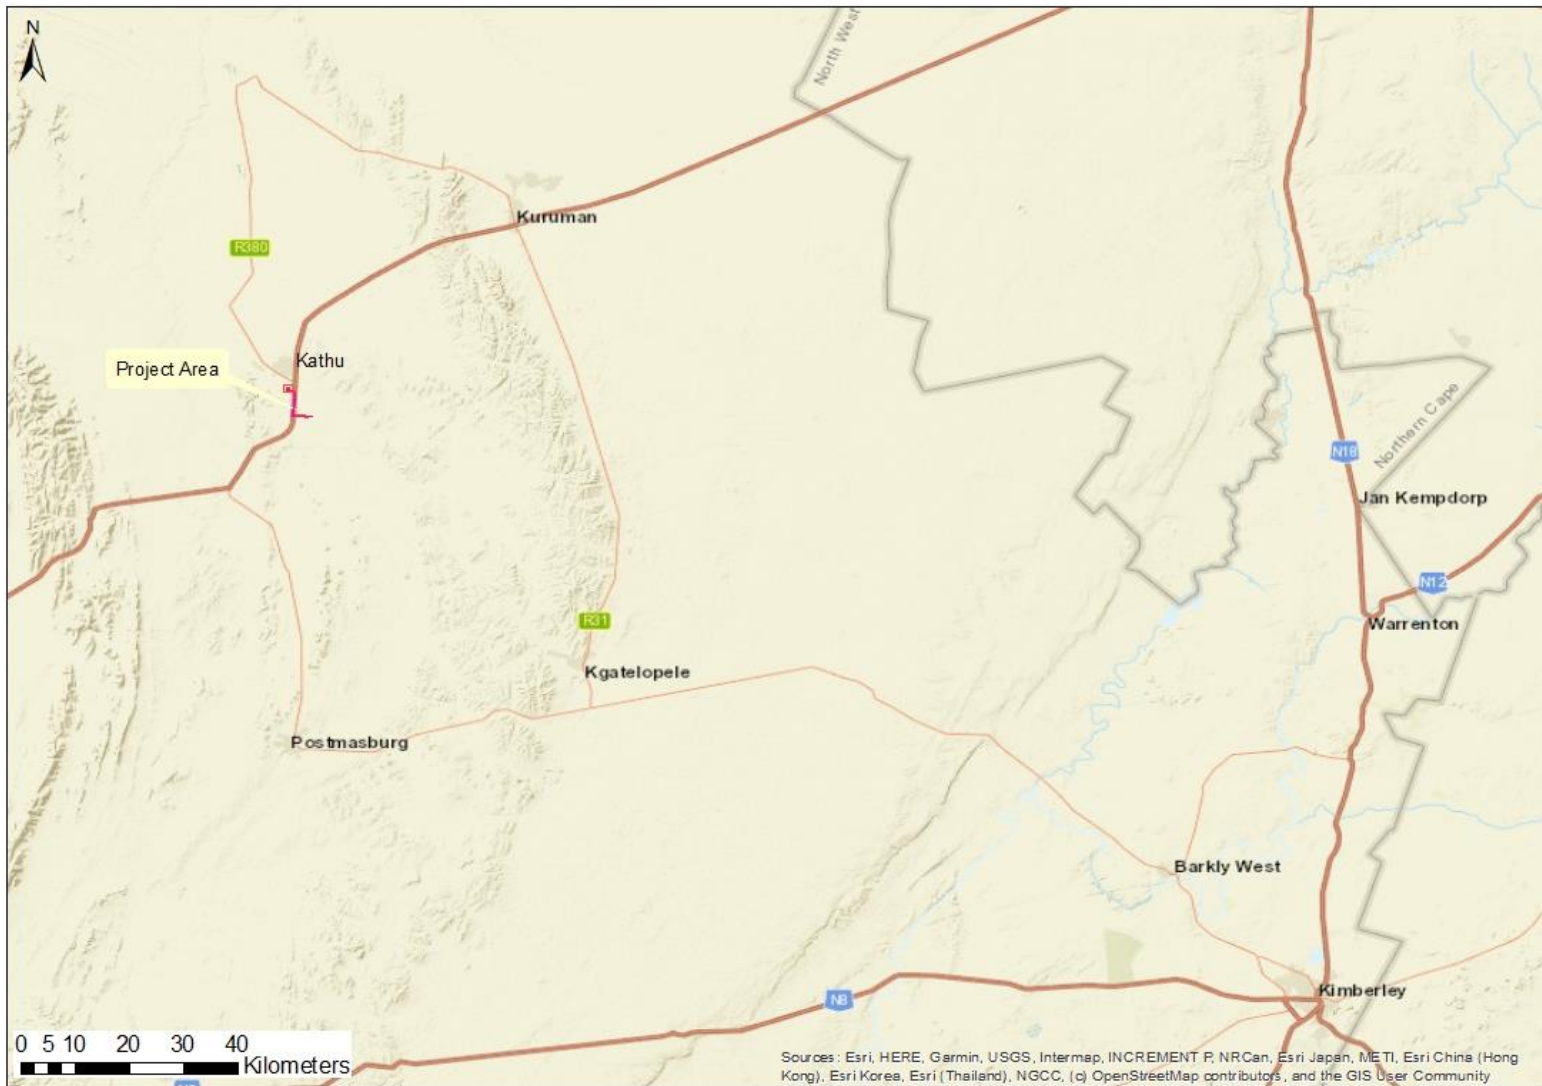 N
North West
Kuruman
R380
Kathu
Project Area
Northern Cape
N18
Jan Kempdorp
N12
R31
Warrenton
Kgatelopele
Postmasburg
Barkly West
Kimberley
N8
0 5 10 20 30 40
Kilometers
Sources: Esri, HERE, Garmin, USGS, Intermap, INCREMENT P, NRCan, Esri Japan, METI, Esri China (Hong
Kong), Esri Korea, Esri (Thailand), NGCC, (c) OpenStreetMap contributors, and the GIS User Community